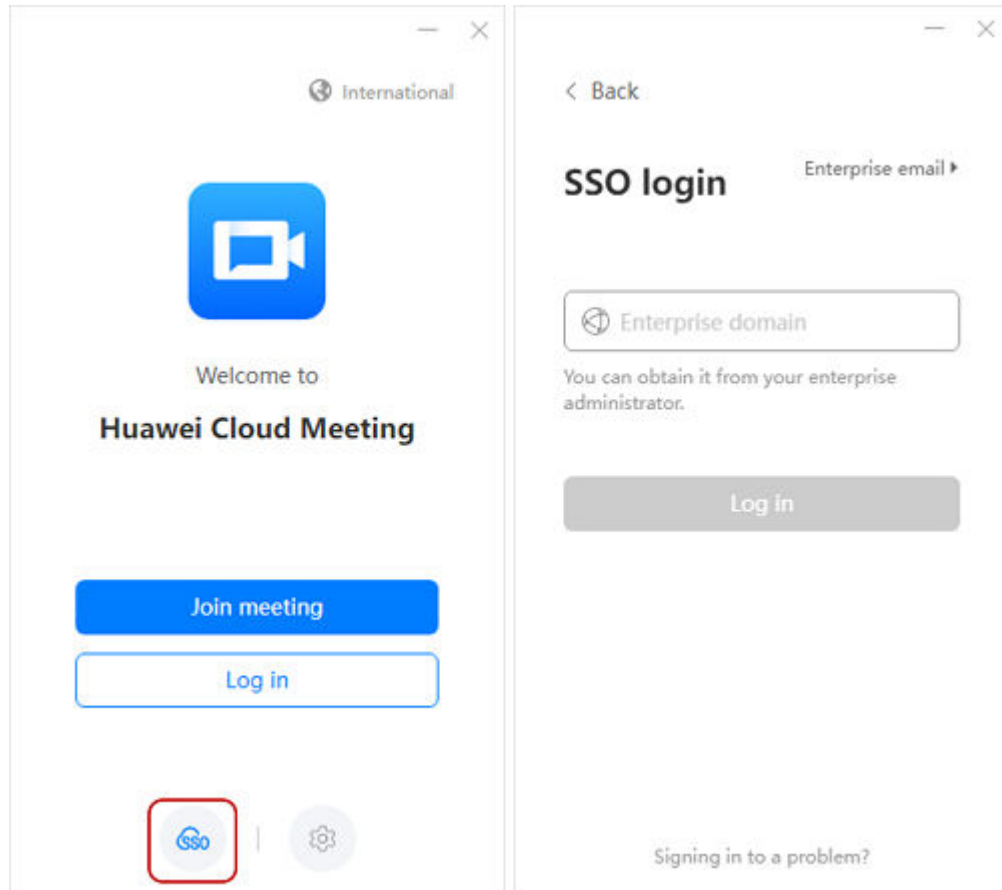 International
Welcome to
Huawei Cloud Meeting
Join meeting
Log in
SSO
Back
SSO login
Enterprise email
Enterprise domain
You can obtain it from your enterprise
administrator.
Log in
Signing in to a problem?